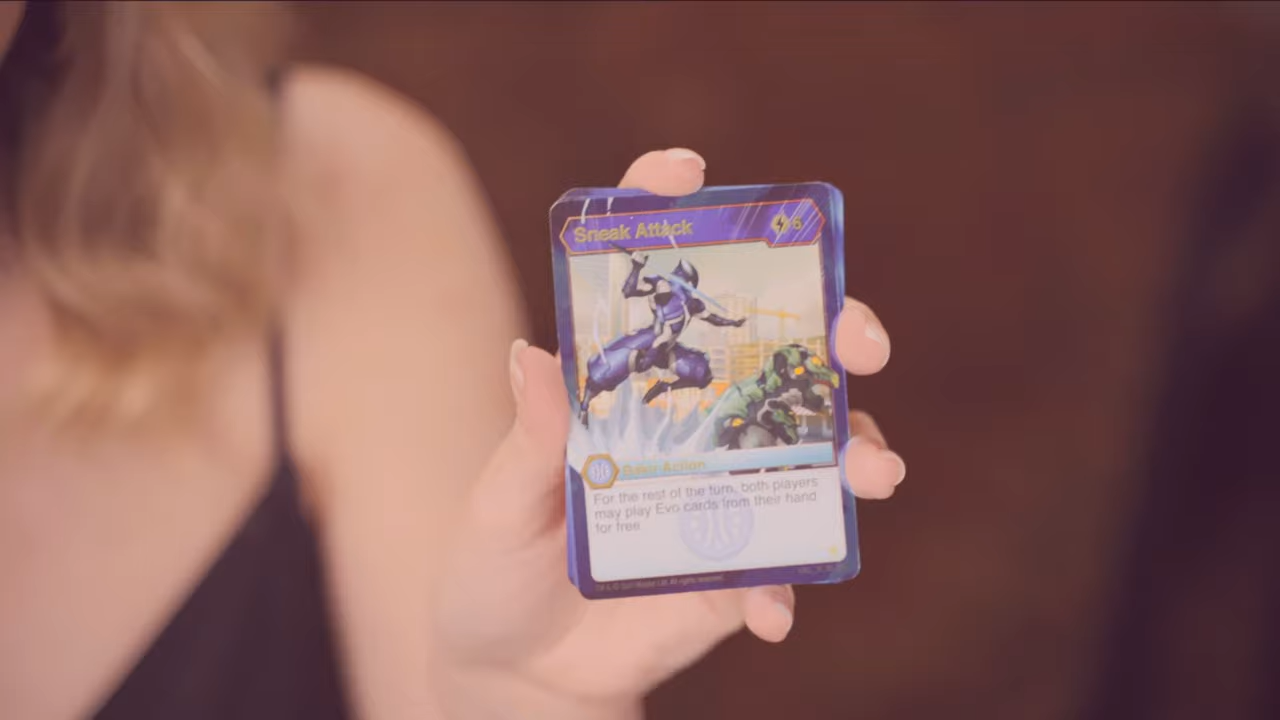 Sneak Attack
6
Basic Action
For the rest of the turn, both players
may play Evo cards from their hand
for free